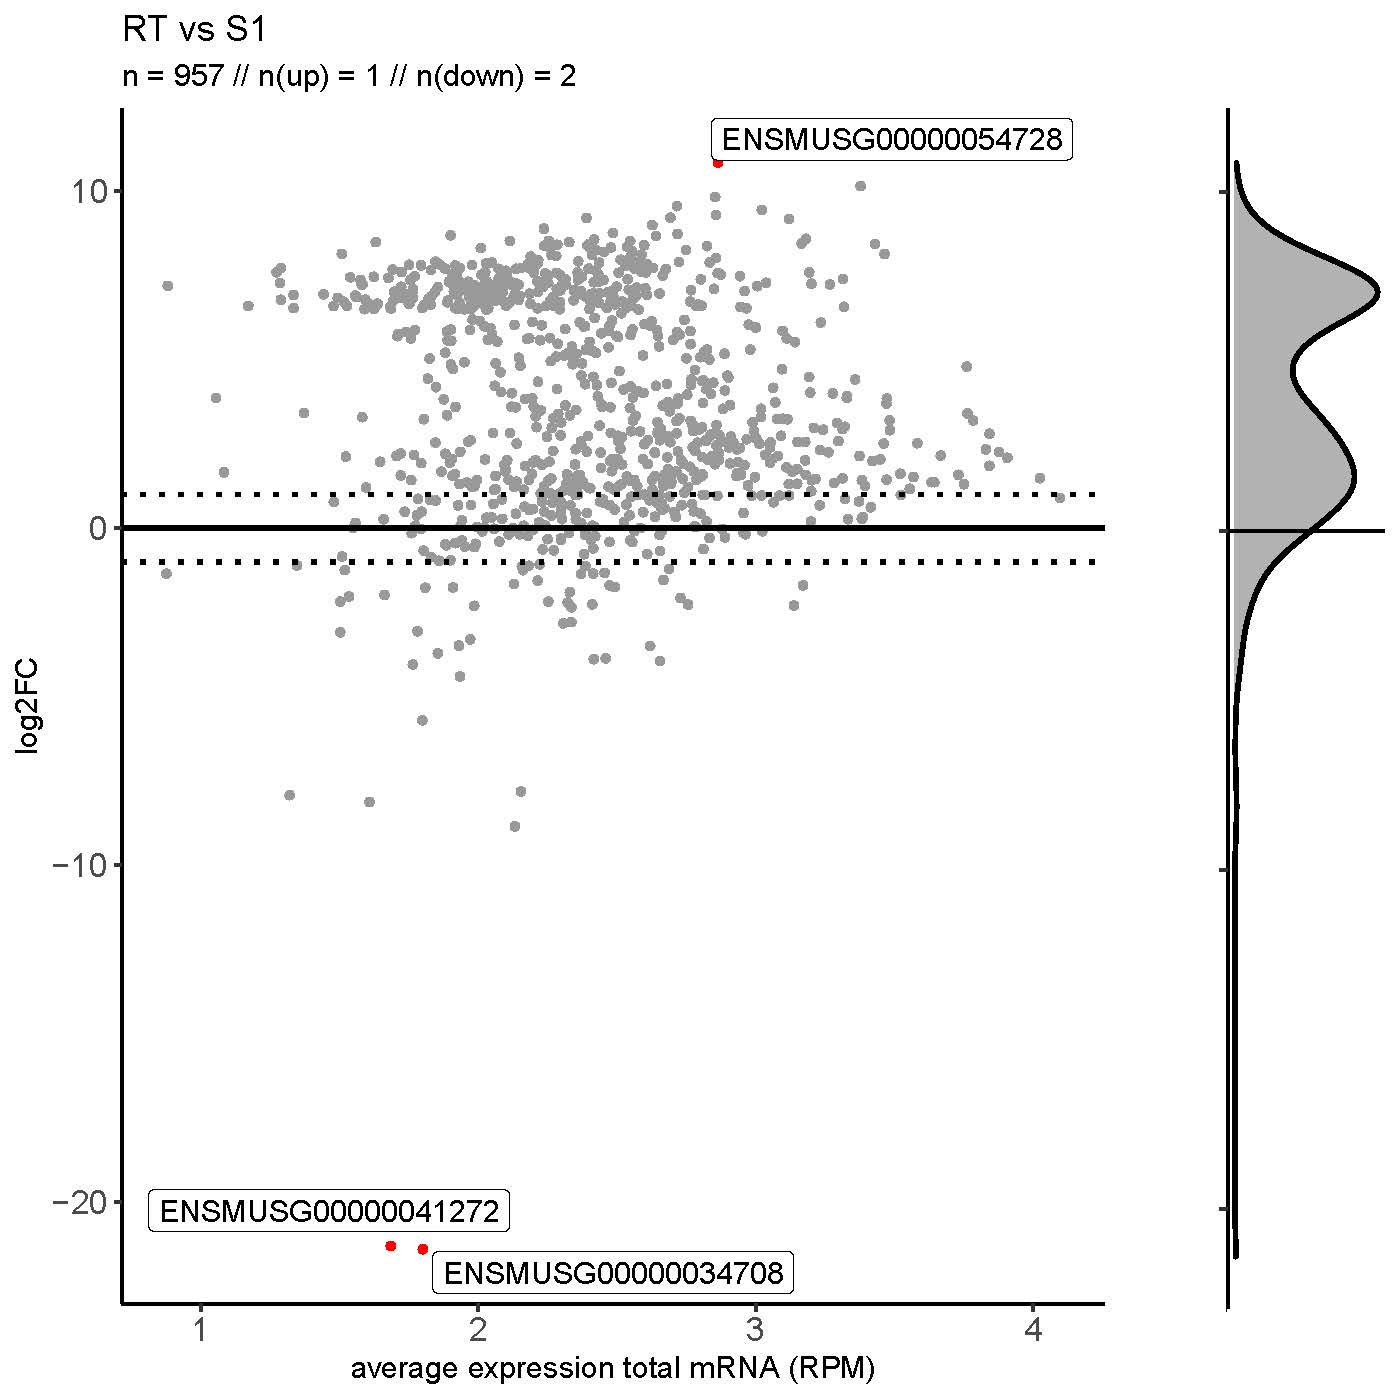 RT vs S1
n = 957 // n(up) = 1 // n(down) = 2
ENSMUSG00000054728
10
0
−10
−20
log2FC
ENSMUSG00000041272
ENSMUSG00000034708
1 2 3 4
average expression total mRNA (RPM)